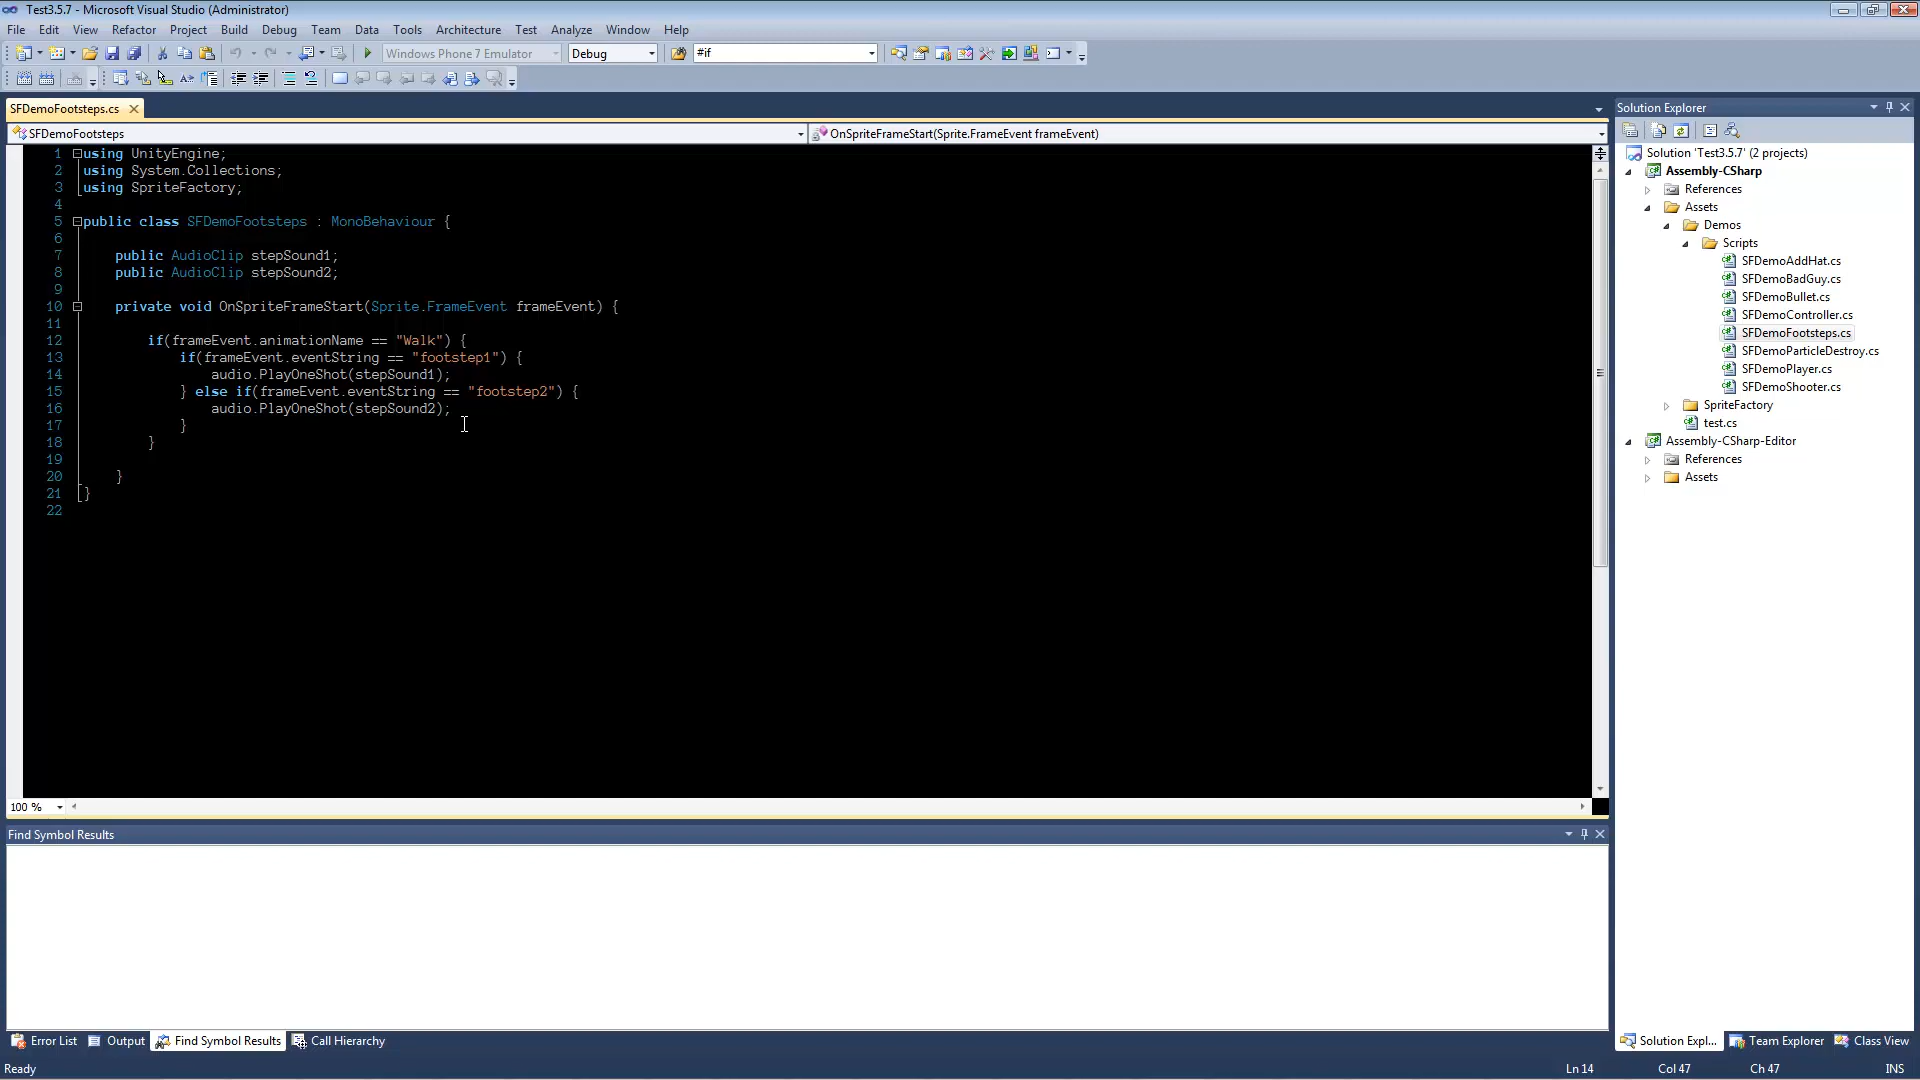 Test3.5.7 - Microsoft Visual Studio (Administrator)
File Edit View Refactor Project Build Debug Team Data Tools Architecture Test Analyze Window Help
Windows Phone 7 Emulator Debug #if
SFDemoFootsteps.cs
SFDemoFootsteps OnSpriteFrameStart(Sprite.FrameEvent frameEvent)
1 using UnityEngine;
2 using System.Collections;
3 using SpriteFactory;
4
5 public class SFDemoFootsteps : MonoBehaviour {
6
7 public AudioClip stepSound1;
8 public AudioClip stepSound2;
9
10 private void OnSpriteFrameStart(Sprite.FrameEvent frameEvent) {
11
12 if(frameEvent.animationName == "Walk") {
13 if(frameEvent.eventString == "footstep1") {
14 audio.PlayOneShot(stepSound1);
15 } else if(frameEvent.eventString == "footstep2") {
16 audio.PlayOneShot(stepSound2);
17 }
18 }
19
20 }
21 }
22
100 %
Find Symbol Results
Error List Output Find Symbol Results Call Hierarchy
Solution Explorer
Solution 'Test3.5.7' (2 projects)
Assembly-CSharp
References
Assets
Demos
Scripts
SFDemoAddHat.cs
SFDemoBadGuy.cs
SFDemoBullet.cs
SFDemoController.cs
SFDemoFootsteps.cs
SFDemoParticleDestroy.cs
SFDemoPlayer.cs
SFDemoShooter.cs
SpriteFactory
test.cs
Assembly-CSharp-Editor
References
Assets
Solution Expl... Team Explorer Class View
Ready Ln 14 Col 47 Ch 47 INS